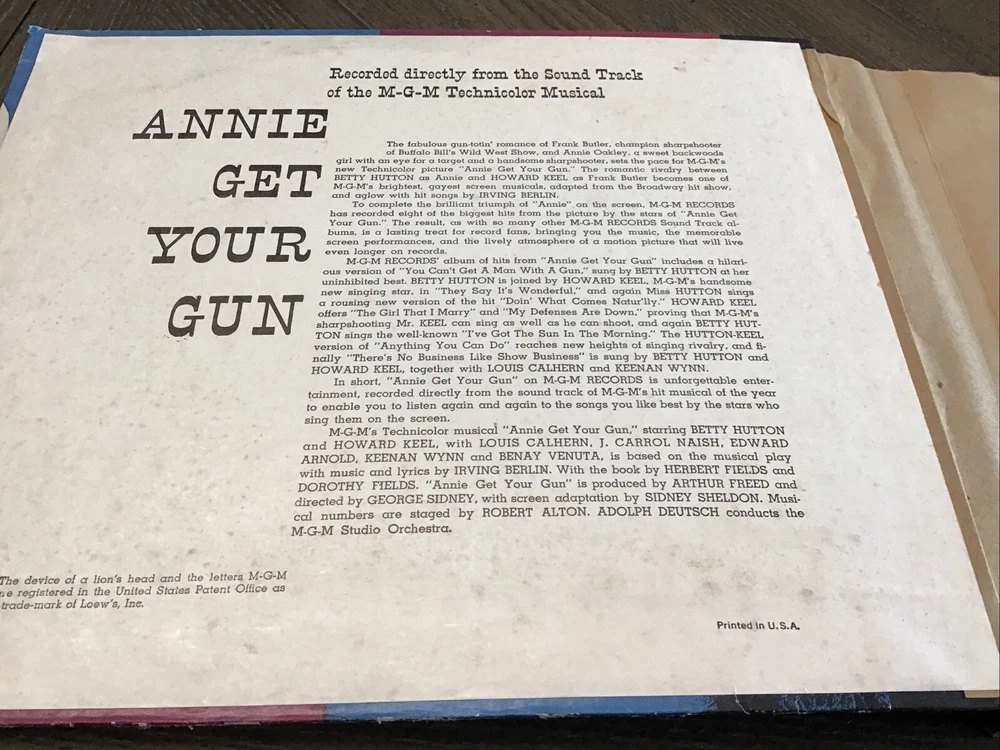 Recorded directly from the Sound Track
of the M-G-M Technicolor Musical
ANNIE
GET
YOUR
GUN
The fabulous gun-totin' romance of Frank Butler, champion sharpshooter
of Buffalo Bill's Wild West Show, and Annie Oakley, a sweet backwoods
girl with an eye for a target and a handsome sharpshooter, sets the pace for M-G-M's
new Technicolor picture "Annie Get Your Gun." The romantic rivalry between
BETTY HUTTON as Annie and HOWARD KEEL as Frank Butler becomes one of
M-G-M's brightest, gayest screen musicals, adapted from the Broadway hit show,
and aglow with hit songs by IRVING BERLIN.
To complete the brilliant triumph of "Annie" on the screen, M-G-M RECORDS
has recorded eight of the biggest hits from the picture by the stars of "Annie Get
Your Gun." The result, as with so many other M-G-M RECORDS Sound Track al-
bums, is a lasting treat for record fans, bringing you the music, the memorable
screen performances, and the lively atmosphere of a motion picture that will live
even longer on records.
M-G-M RECORDS' album of hits from "Annie Get Your Gun" includes a hilari-
ous version of "You Can't Get A Man With A Gun," sung by BETTY HUTTON at her
uninhibited best. BETTY HUTTON is joined by HOWARD KEEL, M-G-M's handsome
new singing star, in "They Say It's Wonderful," and again Miss HUTTON sings
a rousing new version of the hit "Doin' What Comes Natur'lly." HOWARD KEEL
offers "The Girl That I Marry" and "My Defenses Are Down," proving that M-G-M's
sharpshooting Mr. KEEL can sing as well as he can shoot, and again BETTY HUT-
TON sings the well-known "I've Got The Sun In The Morning." The HUTTON-KEEL
version of "Anything You Can Do" reaches new heights of singing rivalry, and fi-
nally "There's No Business Like Show Business" is sung by BETTY HUTTON and
HOWARD KEEL, together with LOUIS CALHERN and KEENAN WYNN.
In short, "Annie Get Your Gun" on M-G-M RECORDS is unforgettable enter-
tainment, recorded directly from the sound track of M-G-M's hit musical of the year
to enable you to listen again and again to the songs you like best by the stars who
sing them on the screen.
M-G-M's Technicolor musical "Annie Get Your Gun," starring BETTY HUTTON
and HOWARD KEEL, with LOUIS CALHERN, J. CARROL NAISH, EDWARD
ARNOLD, KEENAN WYNN and BENAY VENUTA, is based on the musical play
with music and lyrics by IRVING BERLIN. With the book by HERBERT FIELDS and
DOROTHY FIELDS. "Annie Get Your Gun" is produced by ARTHUR FREED and
directed by GEORGE SIDNEY, with screen adaptation by SIDNEY SHELDON. Musi-
cal numbers are staged by ROBERT ALTON. ADOLPH DEUTSCH conducts the
M-G-M Studio Orchestra.
The device of a lion's head and the letters M-G-M
registered in the United States Patent Office as
trade-mark of Loew's, Inc.
Printed in U.S.A.